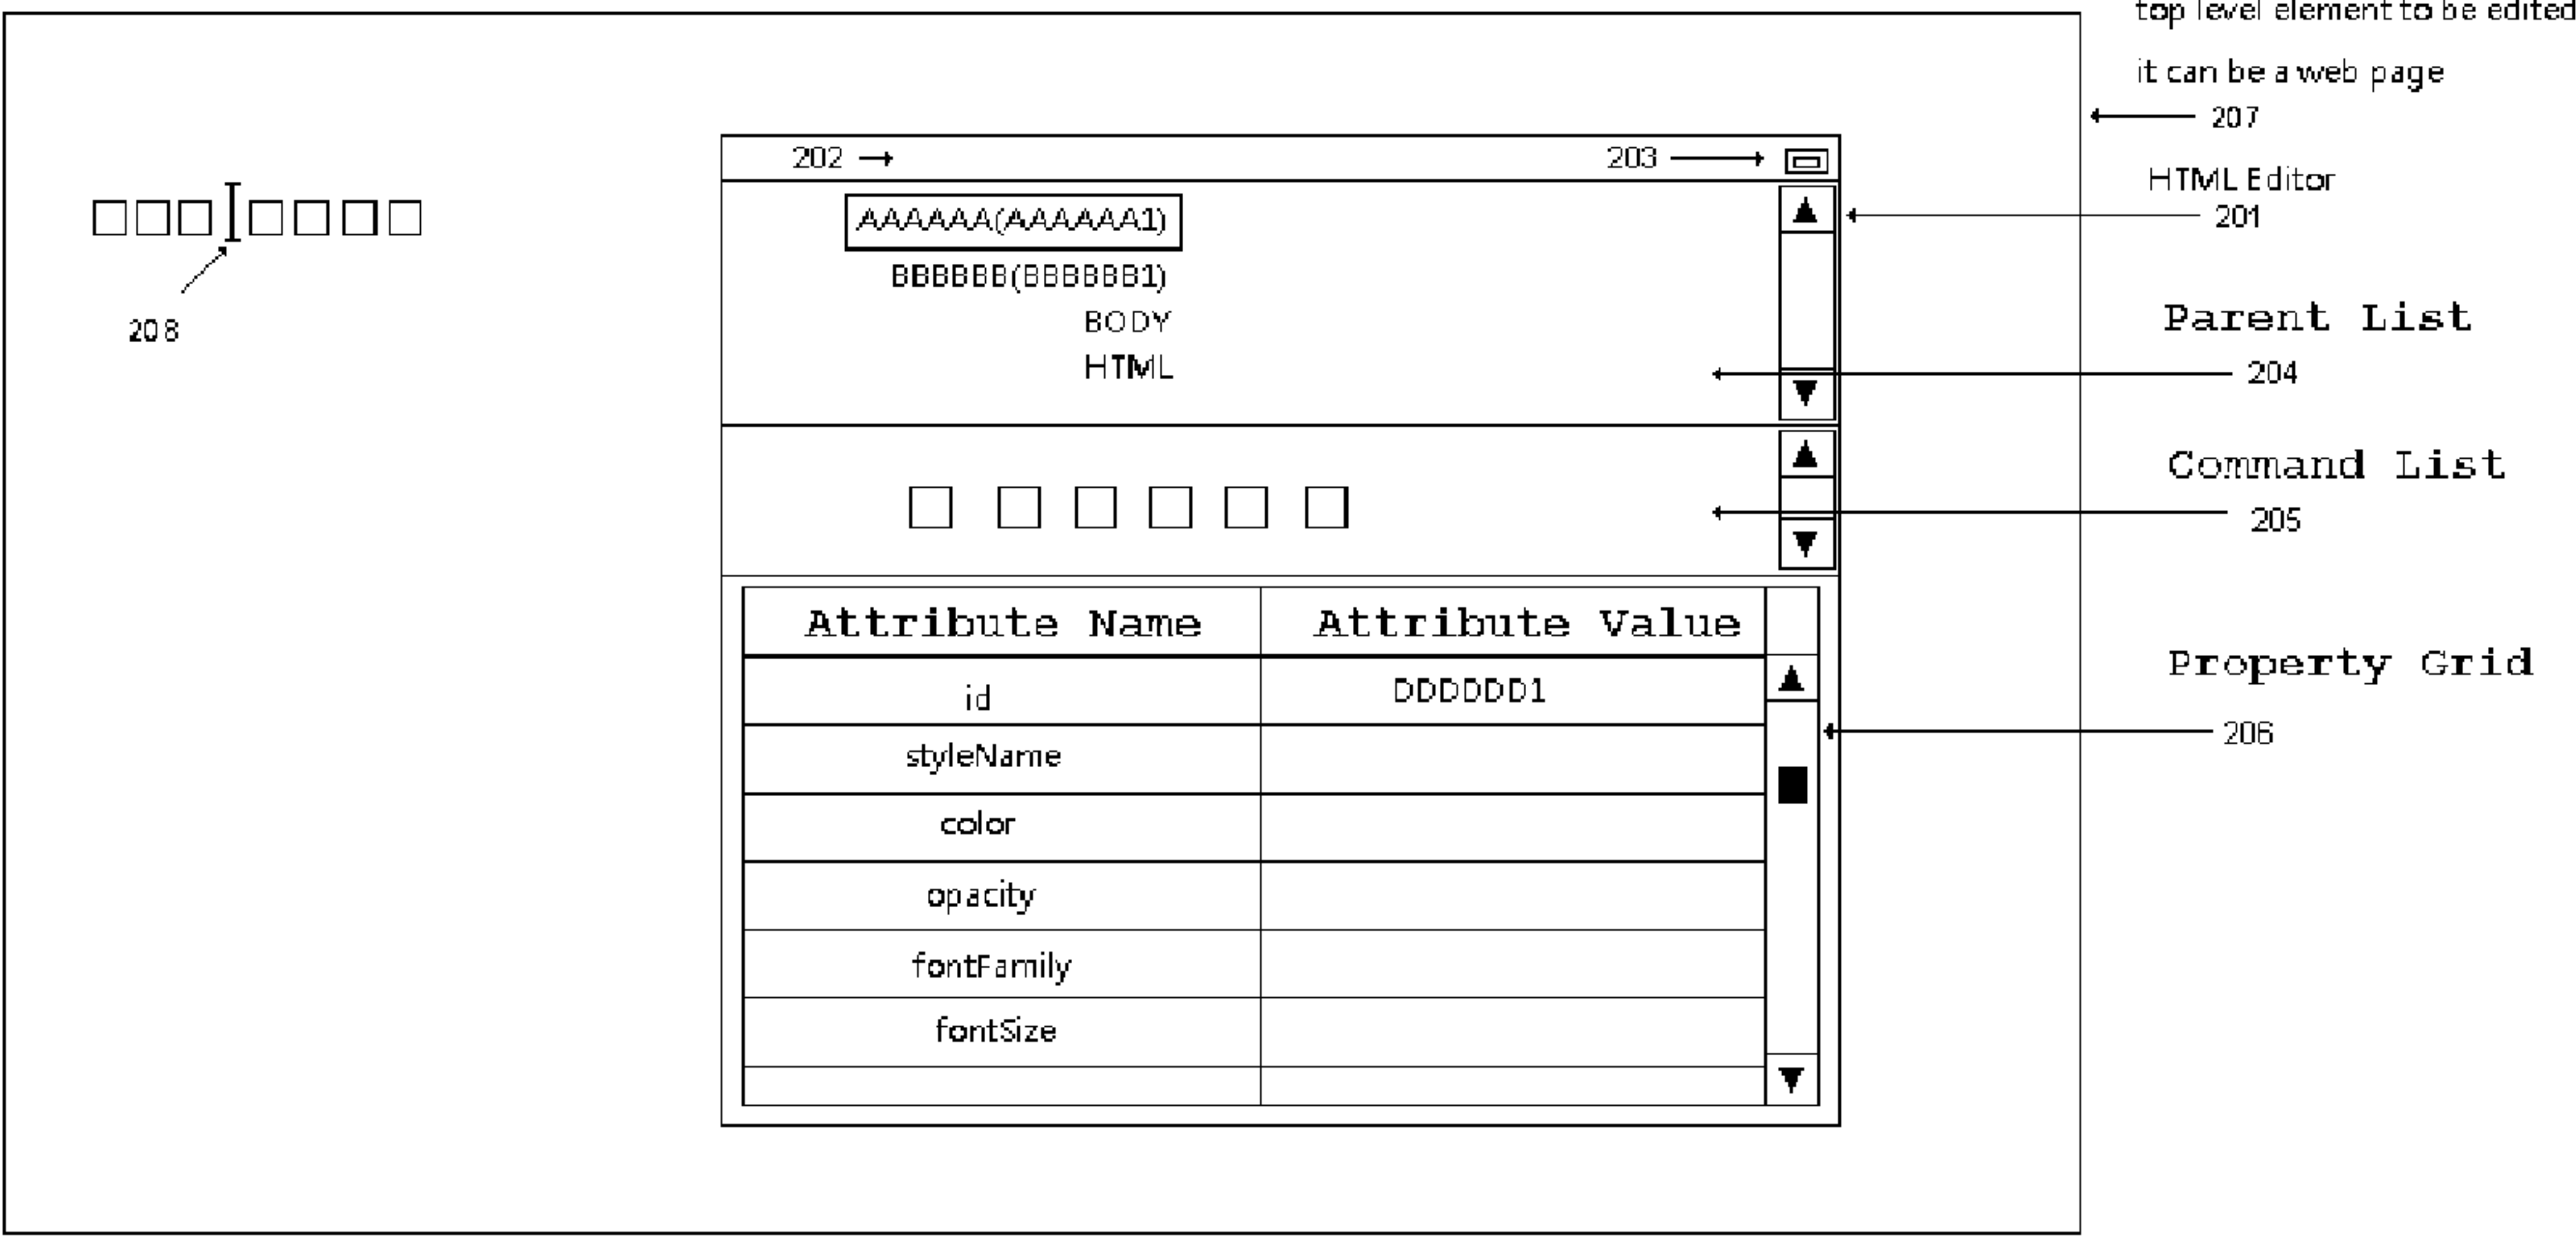 top level element to be edited
it can be a web page
207
202
203
HTML Editor
201
AAAAAA(AAAAAA1)
BBBBBB(BBBBBB1)
BODY
HTML
208
Parent List
204
Command List
205
Attribute Name Attribute Value
id DDDDDD1
styleName
color
opacity
fontFamily
fontSize
Property Grid
206